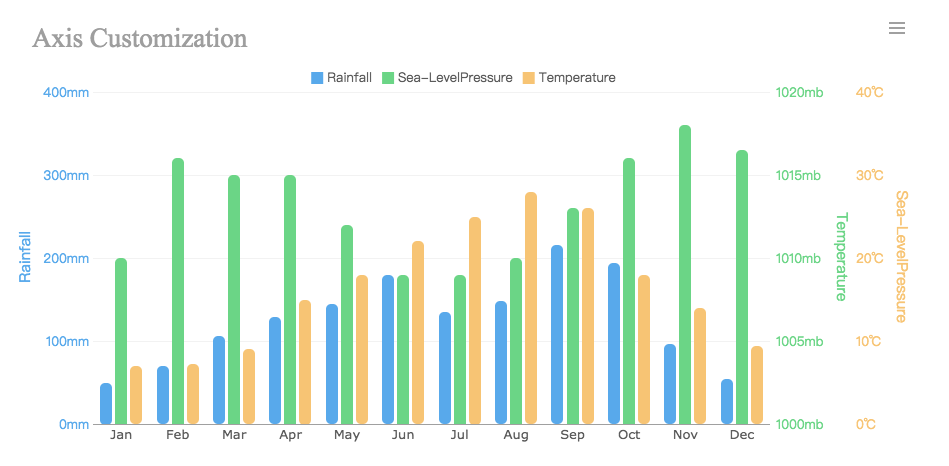 Axis Customization
Rainfall Sea-LevelPressure Temperature
400mm 1020mb 40℃
300mm 1015mb 30℃
200mm 1010mb 20℃
100mm 1005mb 10℃
0mm 1000mb 0℃
Rainfall
Temperature
Sea-LevelPressure
Jan Feb Mar Apr May Jun Jul Aug Sep Oct Nov Dec